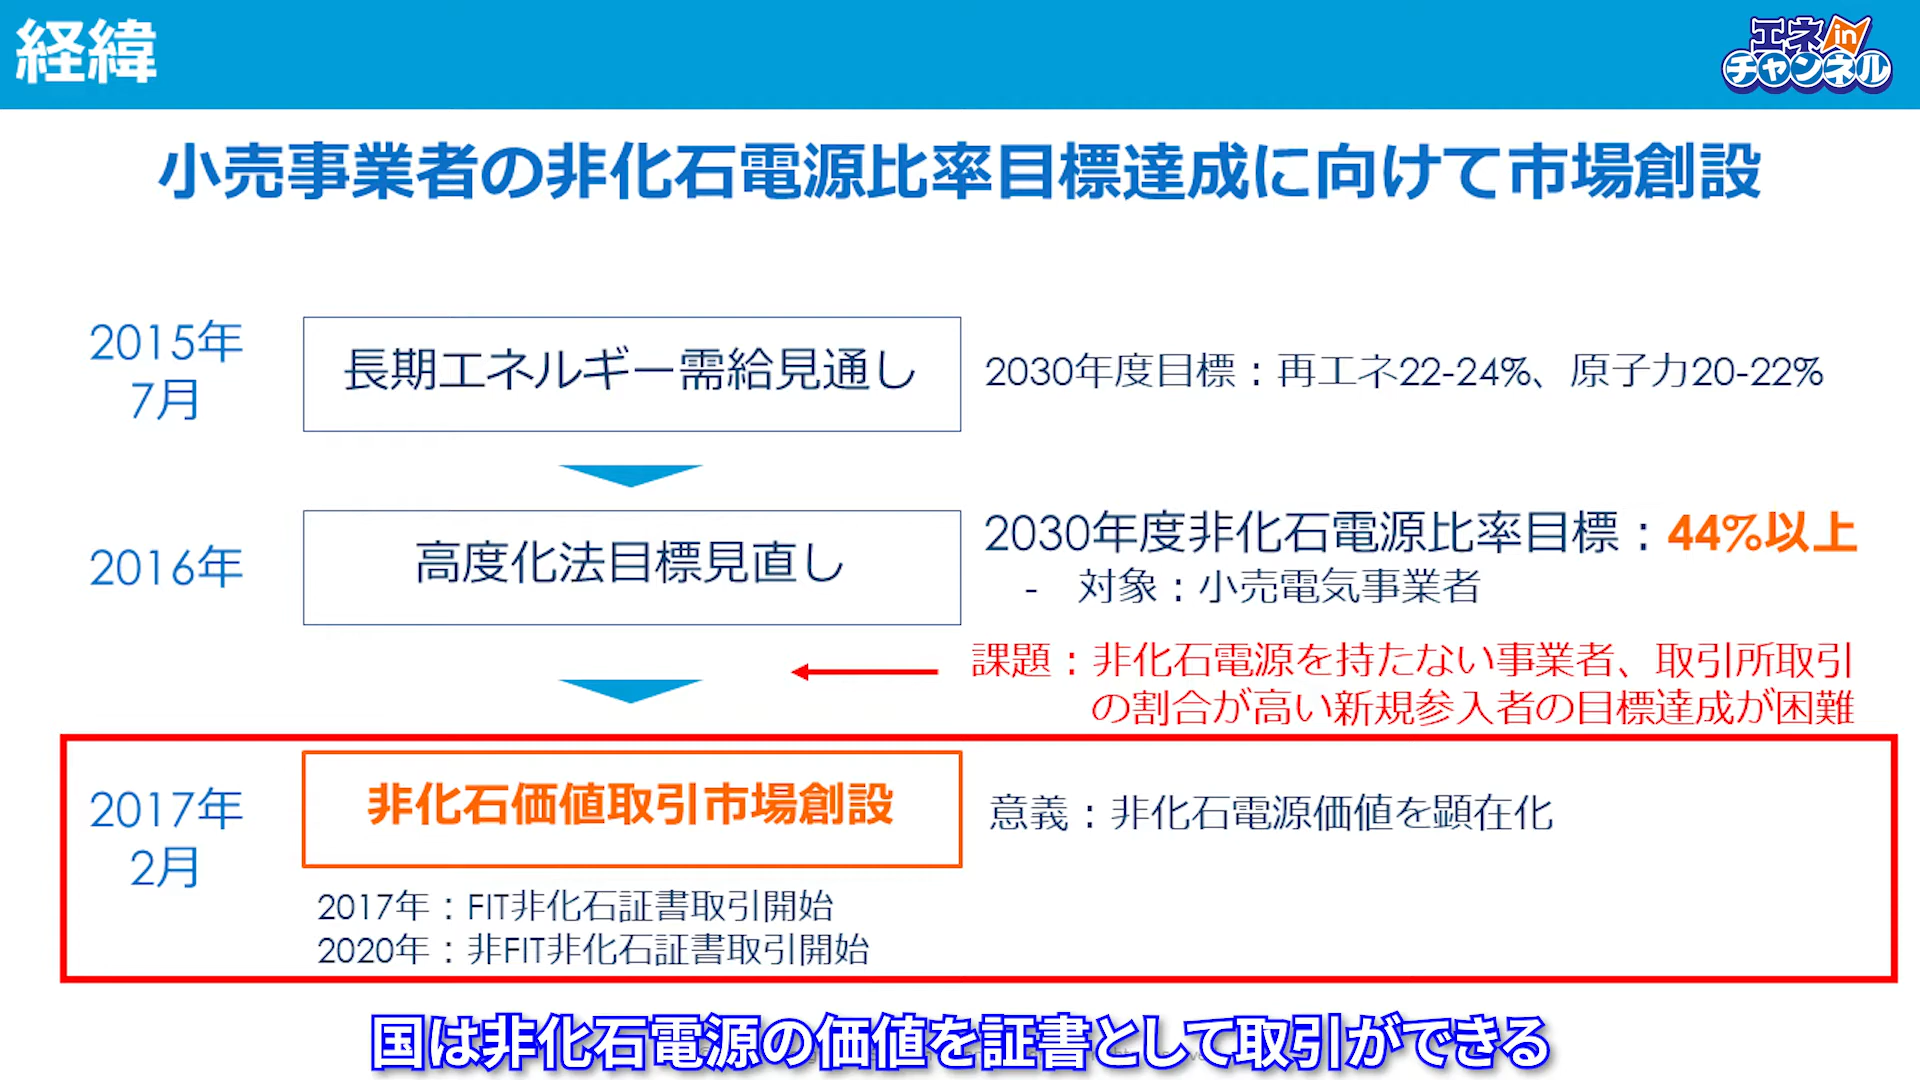 経緯
エネin
チャンネル
小売事業者の非化石電源比率目標達成に向けて市場創設
2015年
7月
長期エネルギー需給見通し
2030年度目標：再エネ22-24%、原子力20-22%
2016年
高度化法目標見直し
2030年度非化石電源比率目標：44%以上
- 対象：小売電気事業者
課題：非化石電源を持たない事業者、取引所取引
の割合が高い新規参入者の目標達成が困難
2017年
2月
非化石価値取引市場創設
意義：非化石電源価値を顕在化
2017年：FIT非化石証書取引開始
2020年：非FIT非化石証書取引開始
国は非化石電源の価値を証書として取引ができる